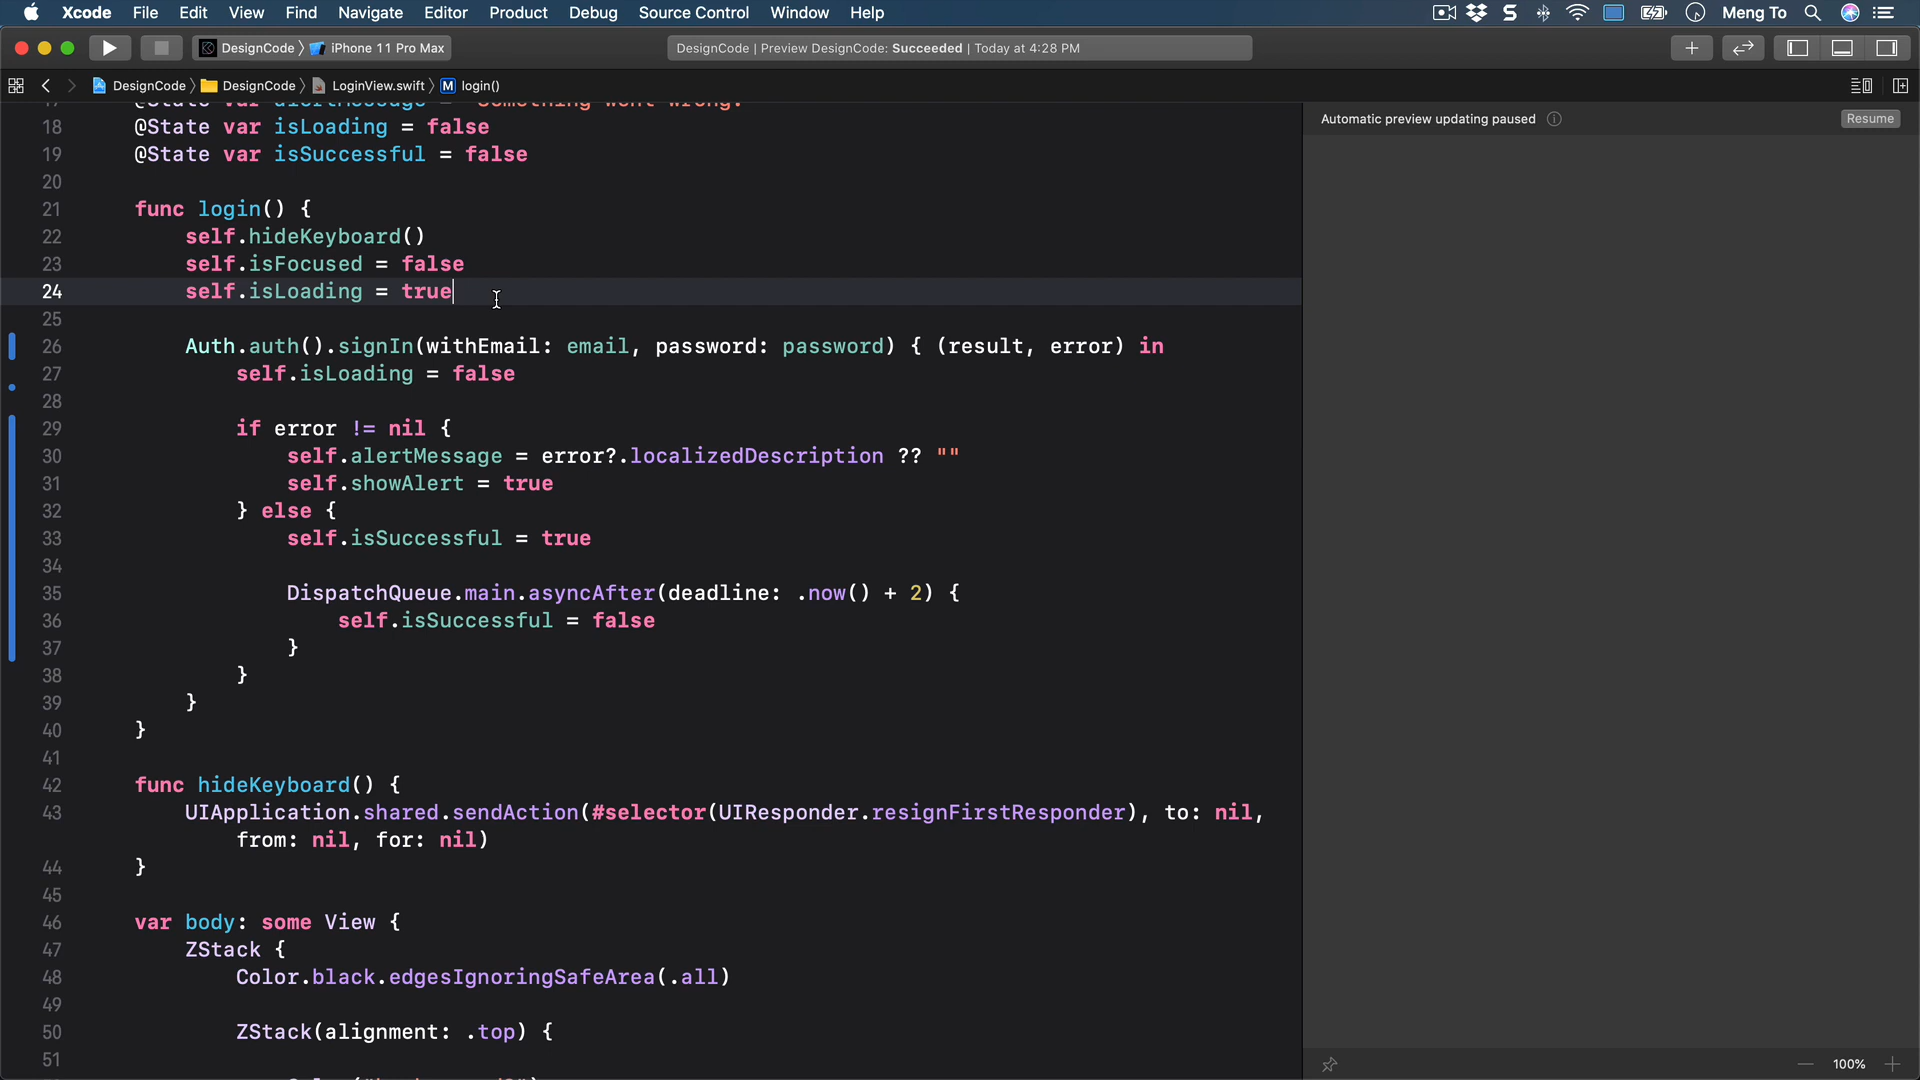 Xcode File Edit View Find Navigate Editor Product Debug Source Control Window Help Meng To
DesignCode iPhone 11 Pro Max DesignCode | Preview DesignCode: Succeeded | Today at 4:28 PM
DesignCode DesignCode LoginView.swift M login()
17 @State var alertMessage = "Something went wrong."
18 @State var isLoading = false
19 @State var isSuccessful = false
20
21 func login() {
22 self.hideKeyboard()
23 self.isFocused = false
24 self.isLoading = true
25
26 Auth.auth().signIn(withEmail: email, password: password) { (result, error) in
27 self.isLoading = false
28
29 if error != nil {
30 self.alertMessage = error?.localizedDescription ?? ""
31 self.showAlert = true
32 } else {
33 self.isSuccessful = true
34
35 DispatchQueue.main.asyncAfter(deadline: .now() + 2) {
36 self.isSuccessful = false
37 }
38 }
39 }
40 }
41
42 func hideKeyboard() {
43 UIApplication.shared.sendAction(#selector(UIResponder.resignFirstResponder), to: nil,
from: nil, for: nil)
44 }
45
46 var body: some View {
47 ZStack {
48 Color.black.edgesIgnoringSafeArea(.all)
49
50 ZStack(alignment: .top) {
51
Automatic preview updating paused Resume
100%